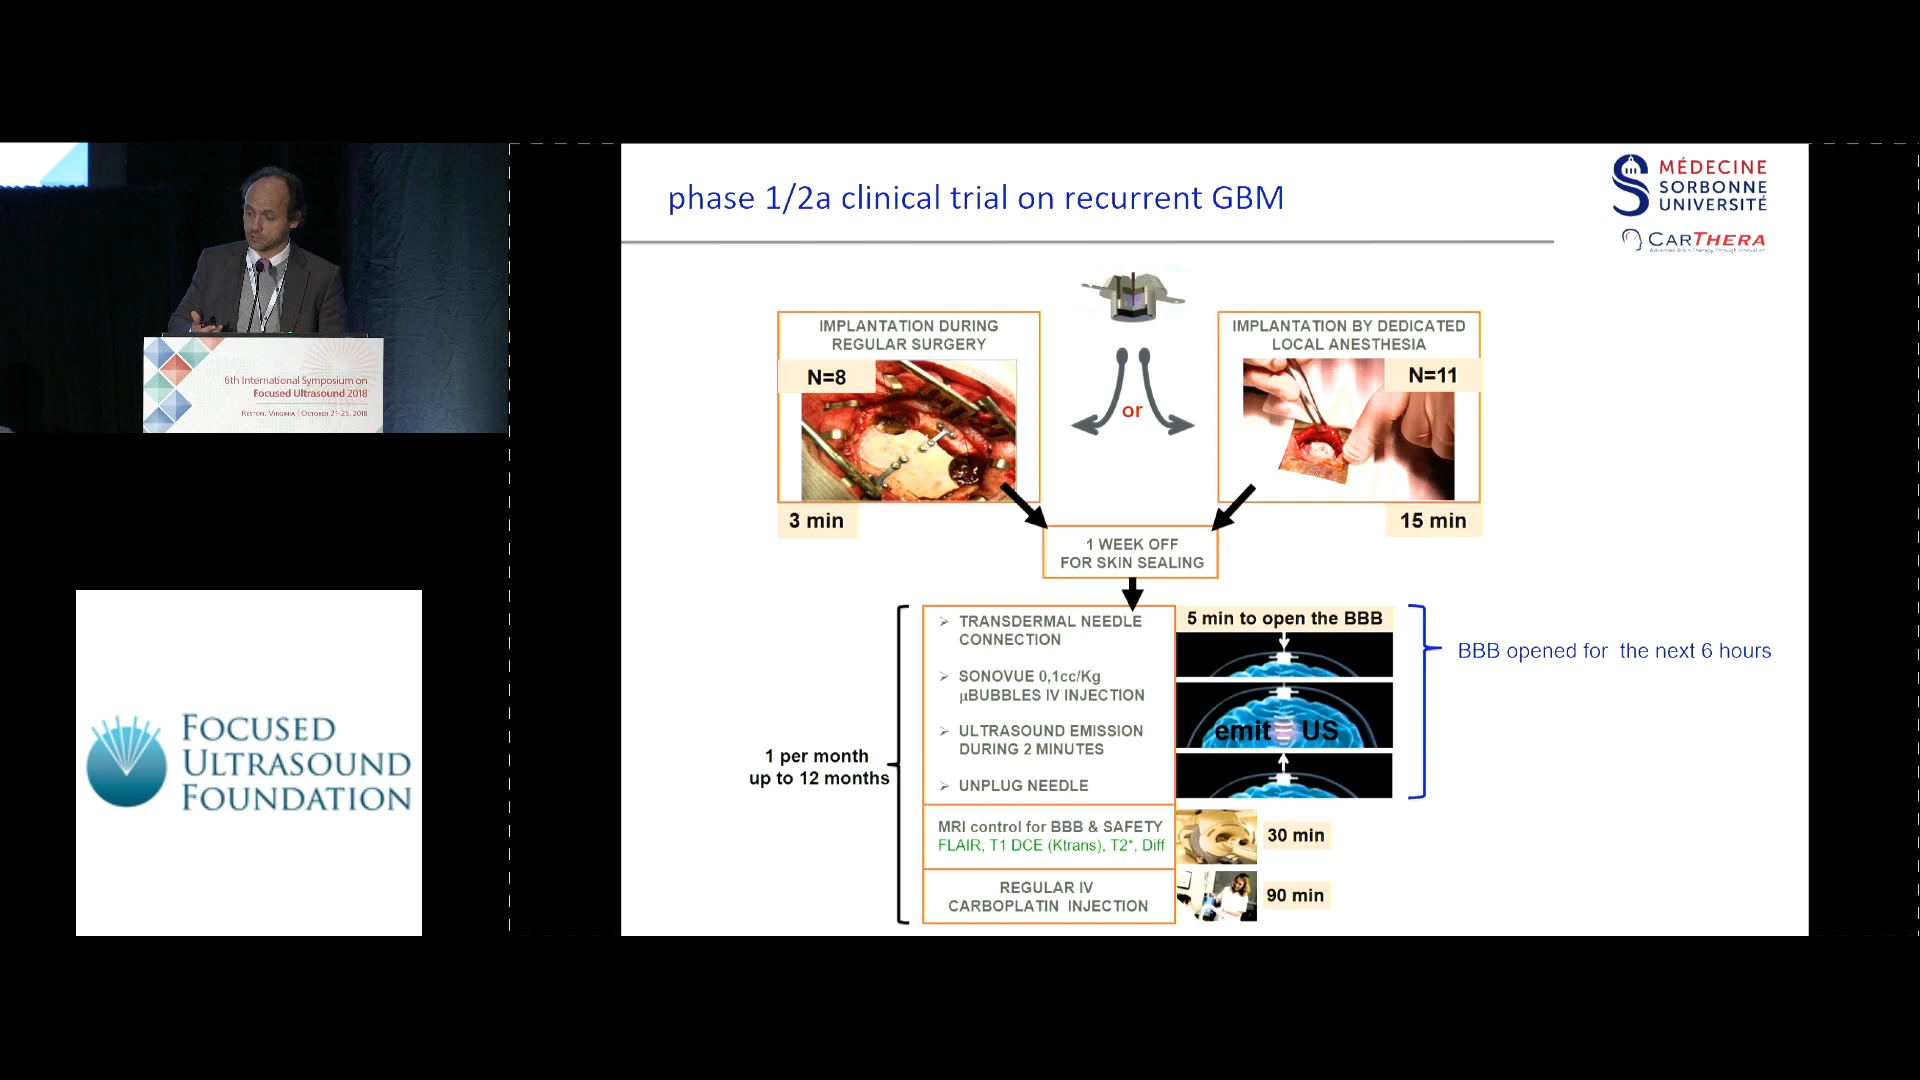 phase 1/2a clinical trial on recurrent GBM
MÉDECINE
SORBONNE
UNIVERSITÉ
CARTHERA
Advanced Brain Therapy Through Innovation
6th International Symposium on
Focused Ultrasound 2018
RESTON, VIRGINIA | OCTOBER 21-25, 2018
FOCUSED
ULTRASOUND
FOUNDATION
IMPLANTATION DURING
REGULAR SURGERY
N=8
3 min
or
IMPLANTATION BY DEDICATED
LOCAL ANESTHESIA
N=11
15 min
1 WEEK OFF
FOR SKIN SEALING
1 per month
up to 12 months
➢ TRANSDERMAL NEEDLE
CONNECTION
➢ SONOVUE 0,1cc/Kg
µBUBBLES IV INJECTION
➢ ULTRASOUND EMISSION
DURING 2 MINUTES
➢ UNPLUG NEEDLE
5 min to open the BBB
emit US
BBB opened for the next 6 hours
MRI control for BBB & SAFETY
FLAIR, T1 DCE (Ktrans), T2*, Diff
30 min
REGULAR IV
CARBOPLATIN INJECTION
90 min